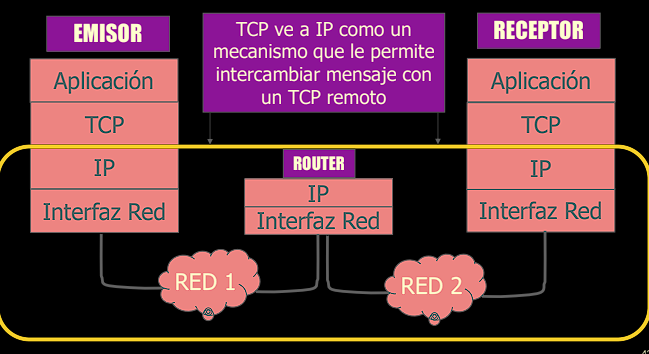 EMISOR
TCP ve a IP como un
mecanismo que le permite
intercambiar mensaje con
un TCP remoto
RECEPTOR
Aplicación
TCP
IP
Interfaz Red
ROUTER
IP
Interfaz Red
Aplicación
TCP
IP
Interfaz Red
RED 1
RED 2